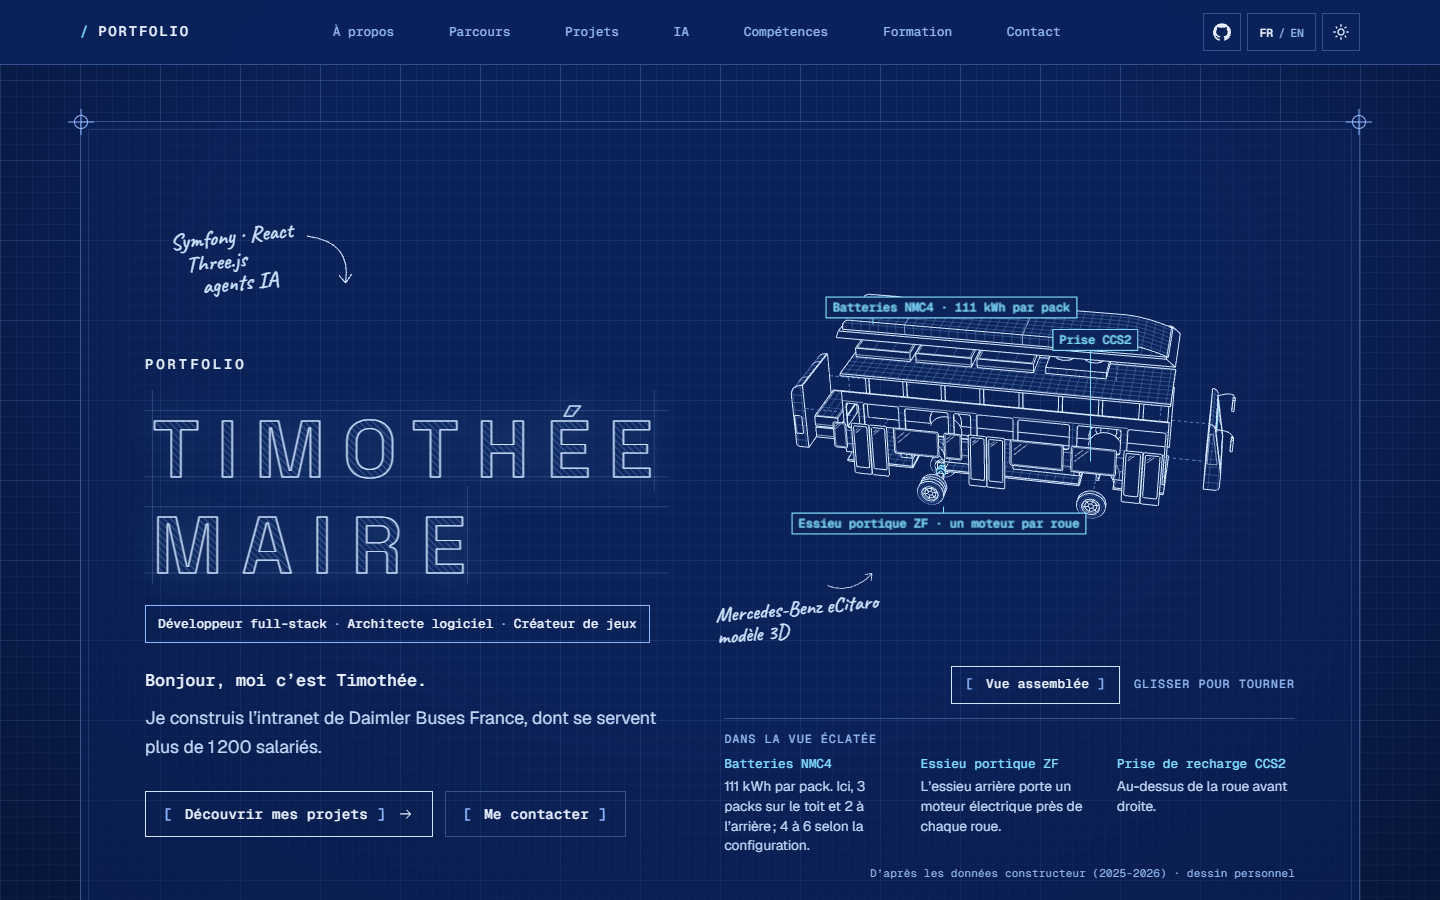 / PORTFOLIO
À propos
Parcours
Projets
IA
Compétences
Formation
Contact
FR / EN
Symfony · React
Three.js
agents IA
PORTFOLIO
TIMOTHÉE
MAIRE
Développeur full-stack · Architecte logiciel · Créateur de jeux
Bonjour, moi c’est Timothée.
Je construis l’intranet de Daimler Buses France, dont se servent
plus de 1 200 salariés.
[ Découvrir mes projets ] →
[ Me contacter ]
Batteries NMC4 · 111 kWh par pack
Prise CCS2
Essieu portique ZF · un moteur par roue
Mercedes-Benz eCitaro
modèle 3D
[ Vue assemblée ]
GLISSER POUR TOURNER
DANS LA VUE ÉCLATÉE
Batteries NMC4
111 kWh par pack. Ici, 3
packs sur le toit et 2 à
l’arrière ; 4 à 6 selon la
configuration.
Essieu portique ZF
L’essieu arrière porte un
moteur électrique près de
chaque roue.
Prise de recharge CCS2
Au-dessus de la roue avant
droite.
D'après les données constructeur (2025-2026) · dessin personnel